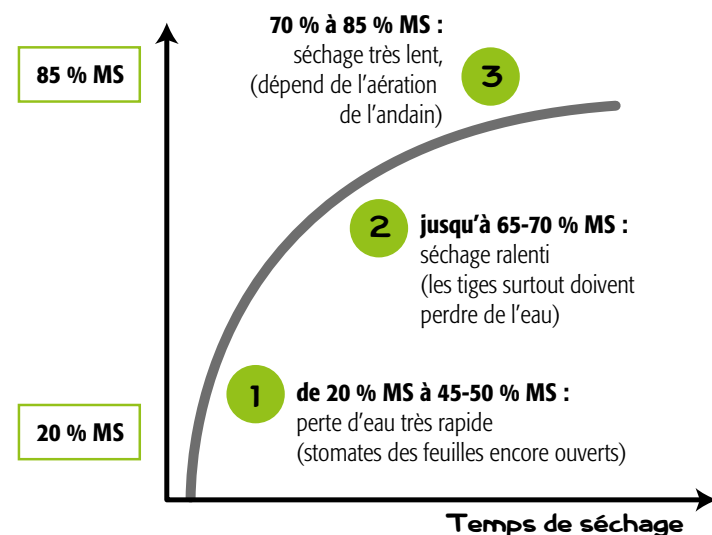 70 % à 85 % MS :
séchage très lent,
(dépend de l’aération
de l’andain)
3
85 % MS
2
jusqu’à 65-70 % MS :
séchage ralenti
(les tiges surtout doivent
perdre de l’eau)
1
de 20 % MS à 45-50 % MS :
perte d’eau très rapide
(stomates des feuilles encore ouverts)
20 % MS
Temps de séchage